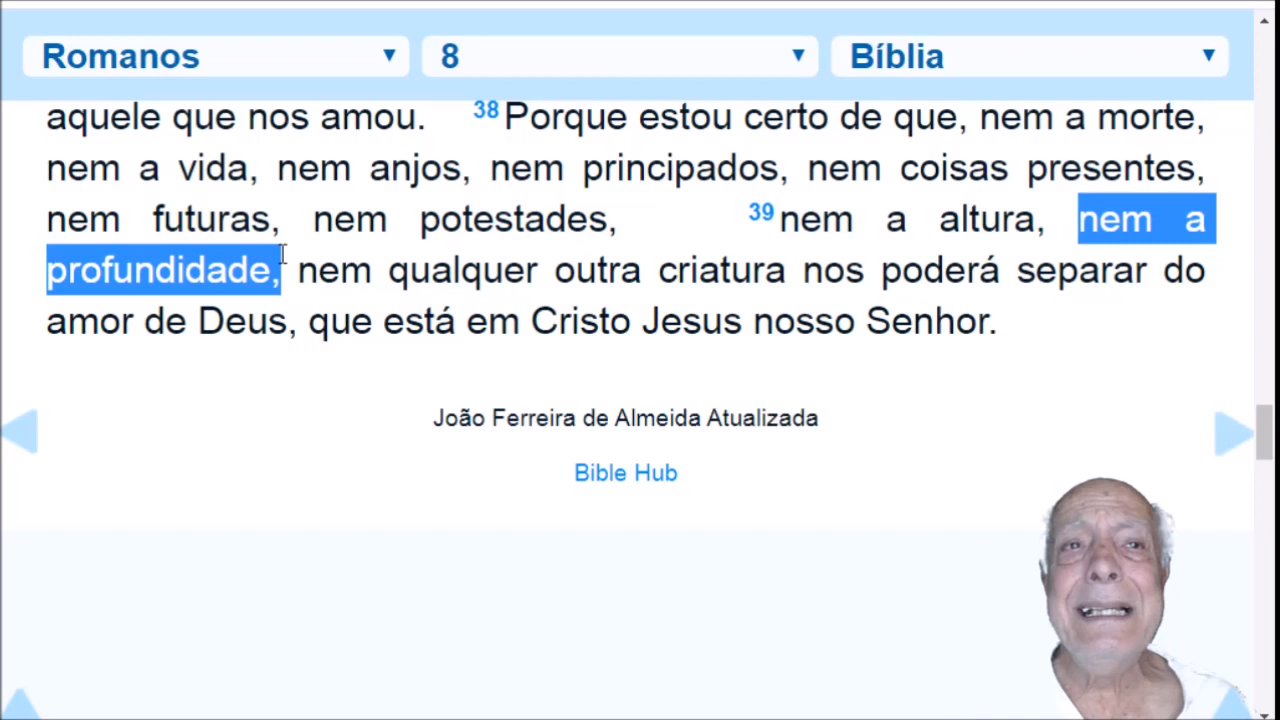 Romanos 8 Bíblia
aquele que nos amou. 38 Porque estou certo de que, nem a morte,
nem a vida, nem anjos, nem principados, nem coisas presentes,
nem futuras, nem potestades, 39 nem a altura, nem a
profundidade, nem qualquer outra criatura nos poderá separar do
amor de Deus, que está em Cristo Jesus nosso Senhor.
João Ferreira de Almeida Atualizada
Bible Hub